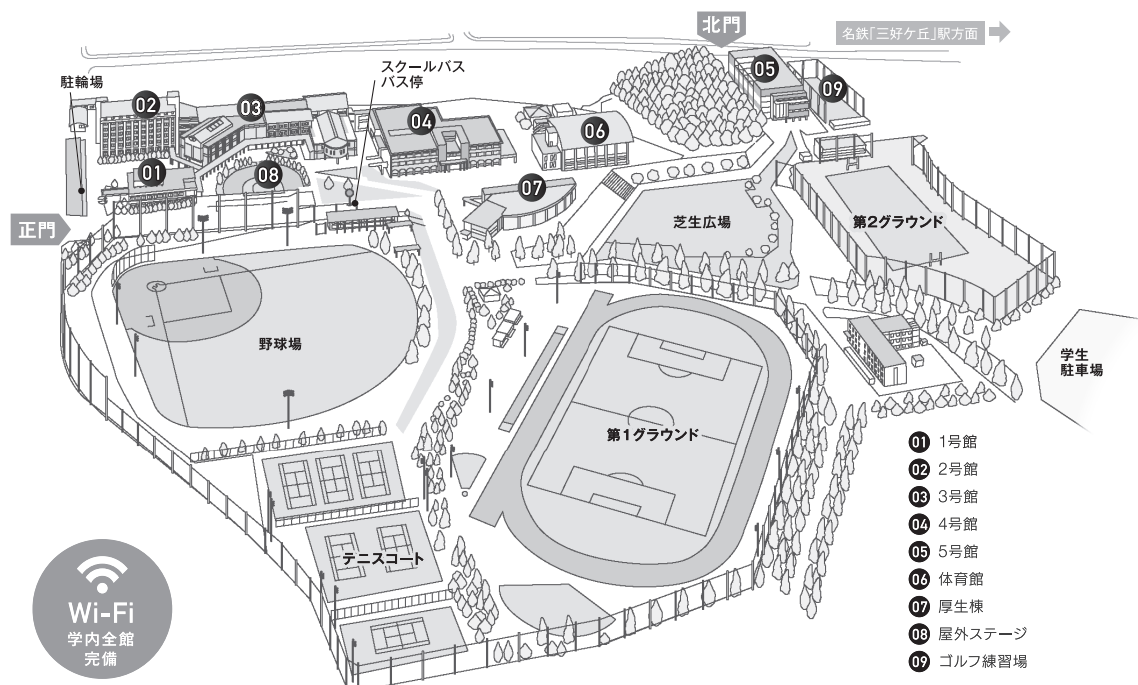 北門
名鉄「三好ケ丘」駅方面
駐輪場
スクールバス
バス停
02
03
04
05
09
06
01
08
07
正門
芝生広場
第2グラウンド
野球場
学生
駐車場
第1グラウンド
テニスコート
Wi-Fi
学内全館
完備
01 1号館
02 2号館
03 3号館
04 4号館
05 5号館
06 体育館
07 厚生棟
08 屋外ステージ
09 ゴルフ練習場